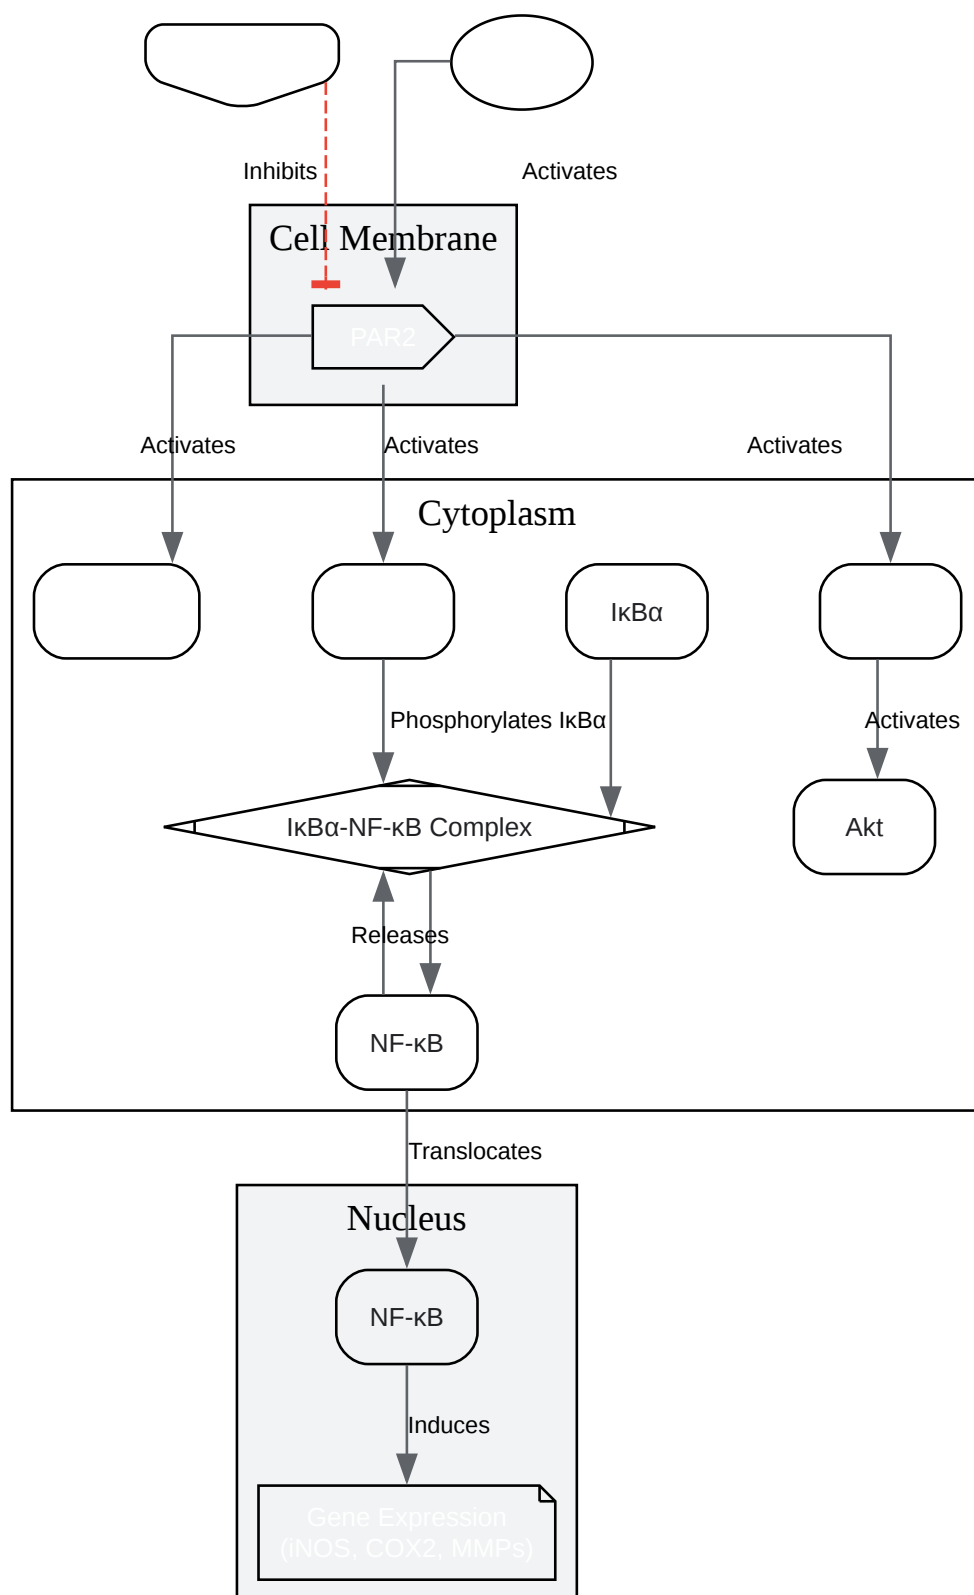 Inhibits
Activates
Cell Membrane
PAR2
Activates
Activates
Activates
Cytoplasm
IκBα
Phosphorylates IκBα
Activates
IκBα-NF-κB Complex
Akt
Releases
NF-κB
Translocates
Nucleus
NF-κB
Induces
Gene Expression
(iNOS, COX2, MMPs)